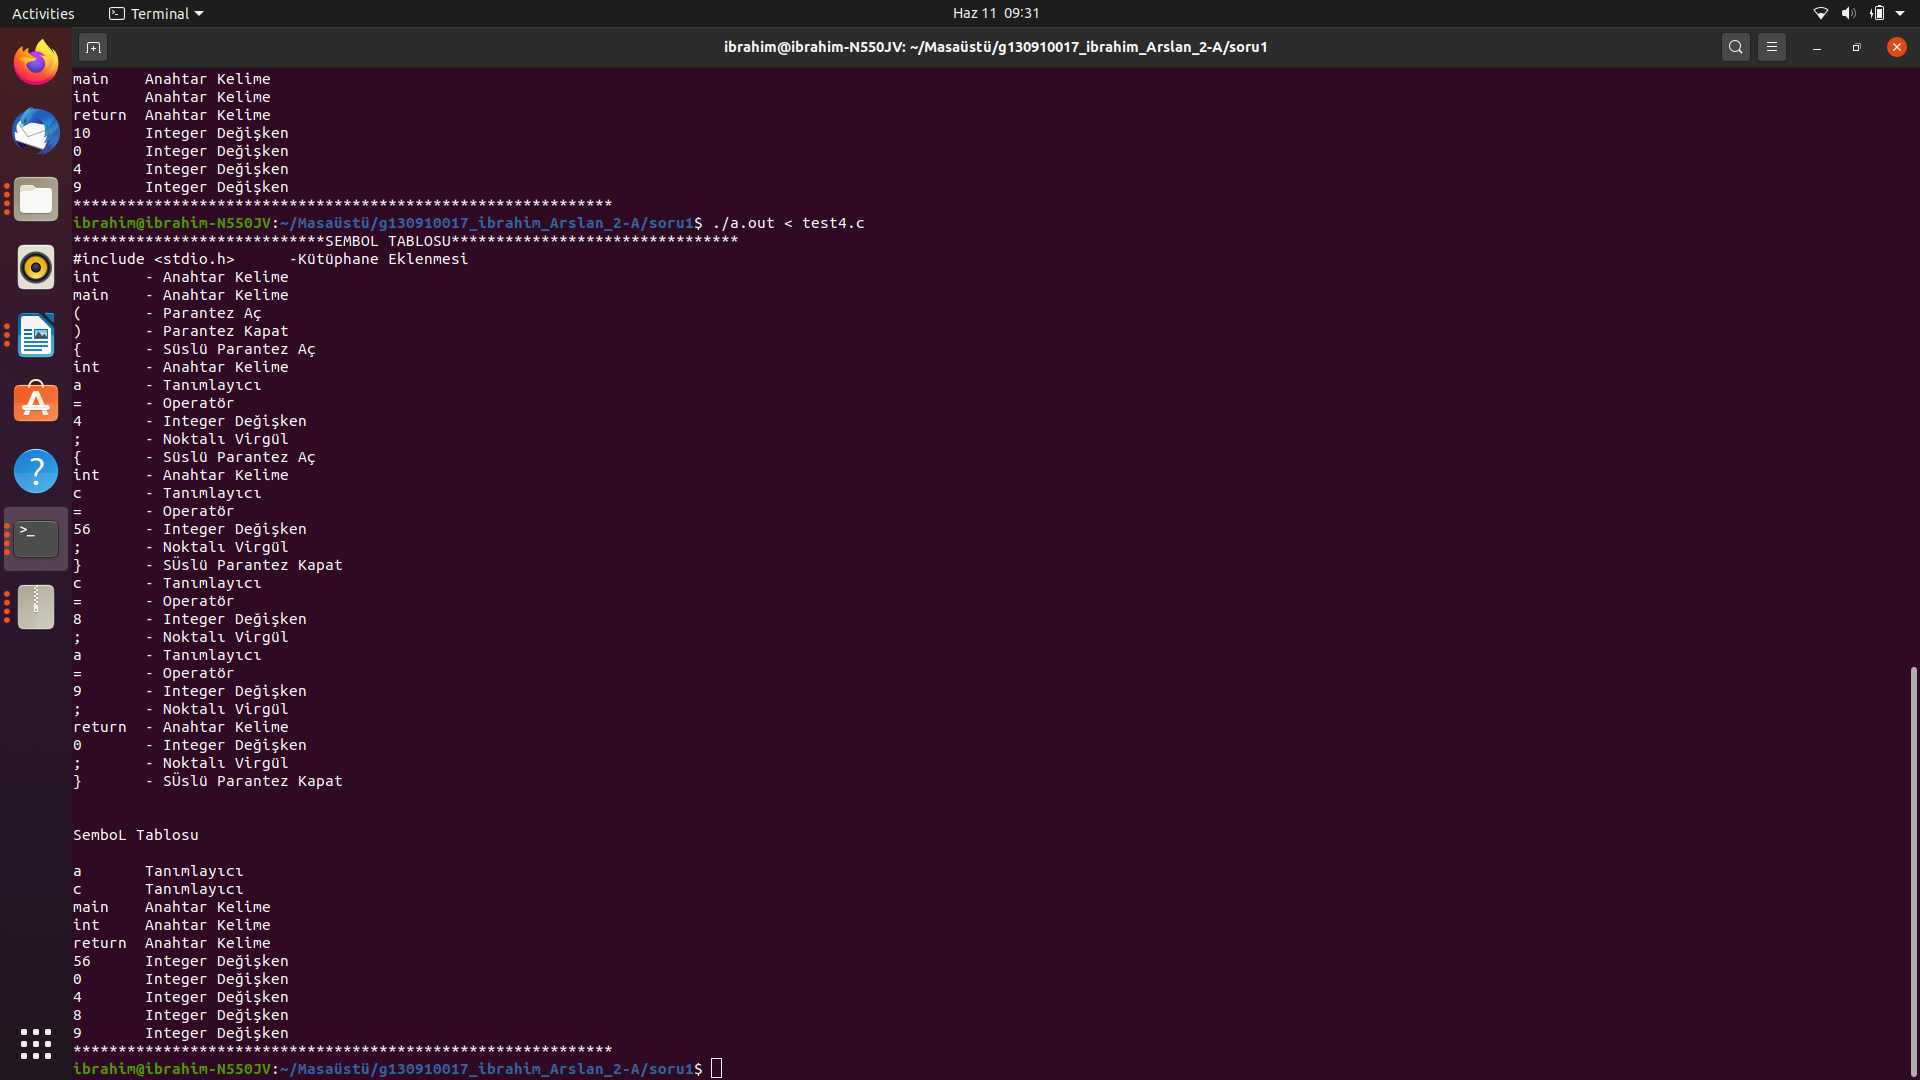 Activities
Terminal
Haz 11 09:31
ibrahim@ibrahim-N550JV: ~/Masaüstü/g130910017_ibrahim_Arslan_2-A/soru1
main Anahtar Kelime
int Anahtar Kelime
return Anahtar Kelime
10 Integer Değişken
0 Integer Değişken
4 Integer Değişken
9 Integer Değişken
************************************************************
ibrahim@ibrahim-N550JV:~/Masaüstü/g130910017_ibrahim_Arslan_2-A/soru1$ ./a.out < test4.c
****************************SEMBOL TABLOSU********************************
#include <stdio.h> -Kütüphane Eklenmesi
int - Anahtar Kelime
main - Anahtar Kelime
( - Parantez Aç
) - Parantez Kapat
{ - Süslü Parantez Aç
int - Anahtar Kelime
a - Tanımlayıcı
= - Operatör
4 - Integer Değişken
; - Noktalı Virgül
{ - Süslü Parantez Aç
int - Anahtar Kelime
c - Tanımlayıcı
= - Operatör
56 - Integer Değişken
; - Noktalı Virgül
} - SÜslü Parantez Kapat
c - Tanımlayıcı
= - Operatör
8 - Integer Değişken
; - Noktalı Virgül
a - Tanımlayıcı
= - Operatör
9 - Integer Değişken
; - Noktalı Virgül
return - Anahtar Kelime
0 - Integer Değişken
; - Noktalı Virgül
} - SÜslü Parantez Kapat
SemboL Tablosu
a Tanımlayıcı
c Tanımlayıcı
main Anahtar Kelime
int Anahtar Kelime
return Anahtar Kelime
56 Integer Değişken
0 Integer Değişken
4 Integer Değişken
8 Integer Değişken
9 Integer Değişken
************************************************************
ibrahim@ibrahim-N550JV:~/Masaüstü/g130910017_ibrahim_Arslan_2-A/soru1$